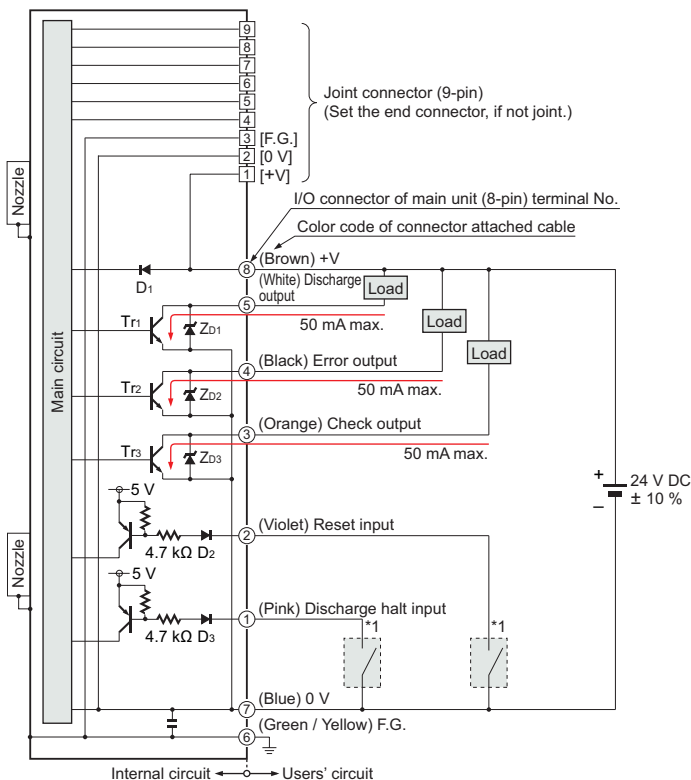 9
8
7
6
5
4
3 [F.G.]
2 [0 V]
1 [+V]
Joint connector (9-pin)
(Set the end connector, if not joint.)
Nozzle
I/O connector of main unit (8-pin) terminal No.
Color code of connector attached cable
8 (Brown) +V
D1
(White) Discharge
output
5
Load
Tr1
ZD1
50 mA max.
Load
4 (Black) Error output
Tr2
ZD2
50 mA max.
Load
3 (Orange) Check output
Tr3
ZD3
50 mA max.
Main circuit
+
−
24 V DC
± 10 %
5 V
2 (Violet) Reset input
4.7 kΩ D2
Nozzle
5 V
1 (Pink) Discharge halt input
4.7 kΩ D3
*1
*1
7 (Blue) 0 V
6 (Green / Yellow) F.G.
Internal circuit
Users' circuit